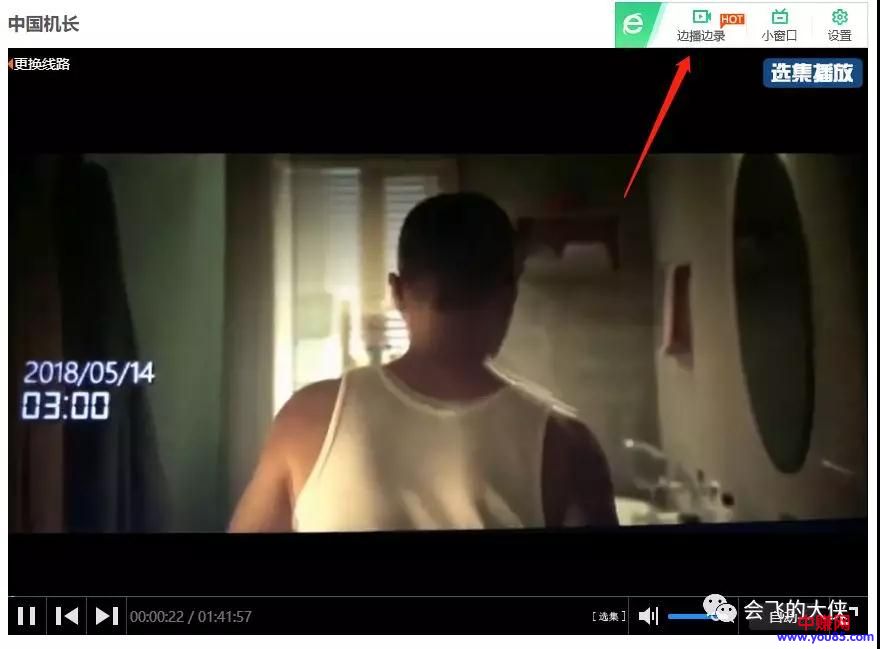 中国机长
边播边录
HOT
小窗口
设置
更换线路
选集播放
2018/05/14
03:00
00:00:22 / 01:41:57
[选集]
自动
会飞的大侠
中赚网
www.you85.com